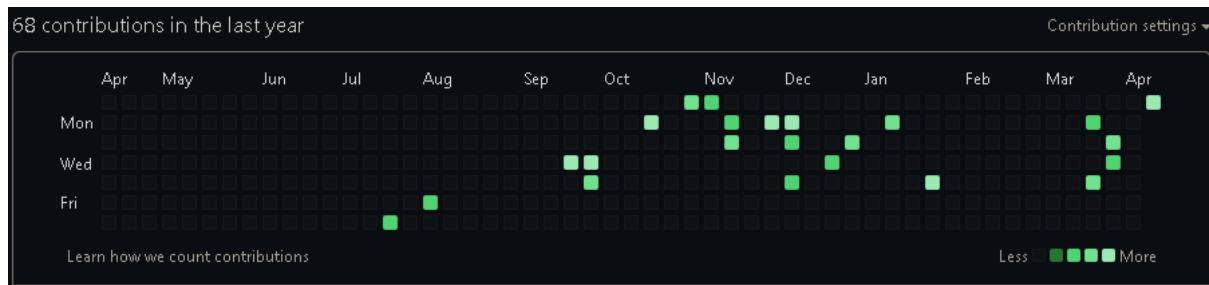 68 contributions in the last year
Contribution settings
Apr May Jun Jul Aug Sep Oct Nov Dec Jan Feb Mar Apr
Mon
Wed
Fri
Learn how we count contributions
Less More